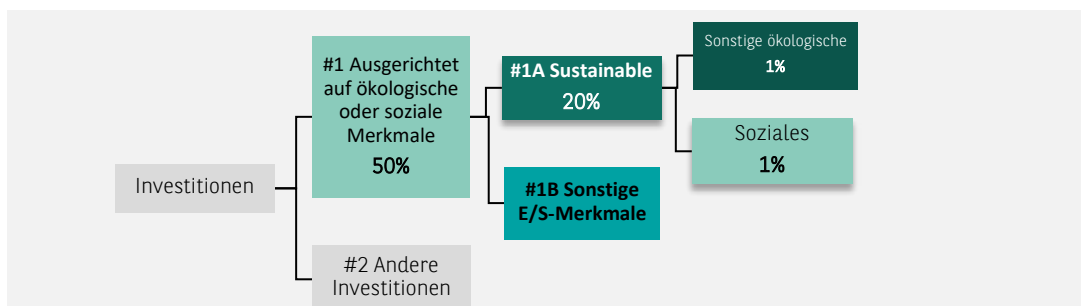 Investitionen
#1 Ausgerichtet
auf ökologische
oder soziale
Merkmale
50%
#2 Andere
Investitionen
#1A Sustainable
20%
#1B Sonstige
E/S-Merkmale
Sonstige ökologische
1%
Soziales
1%